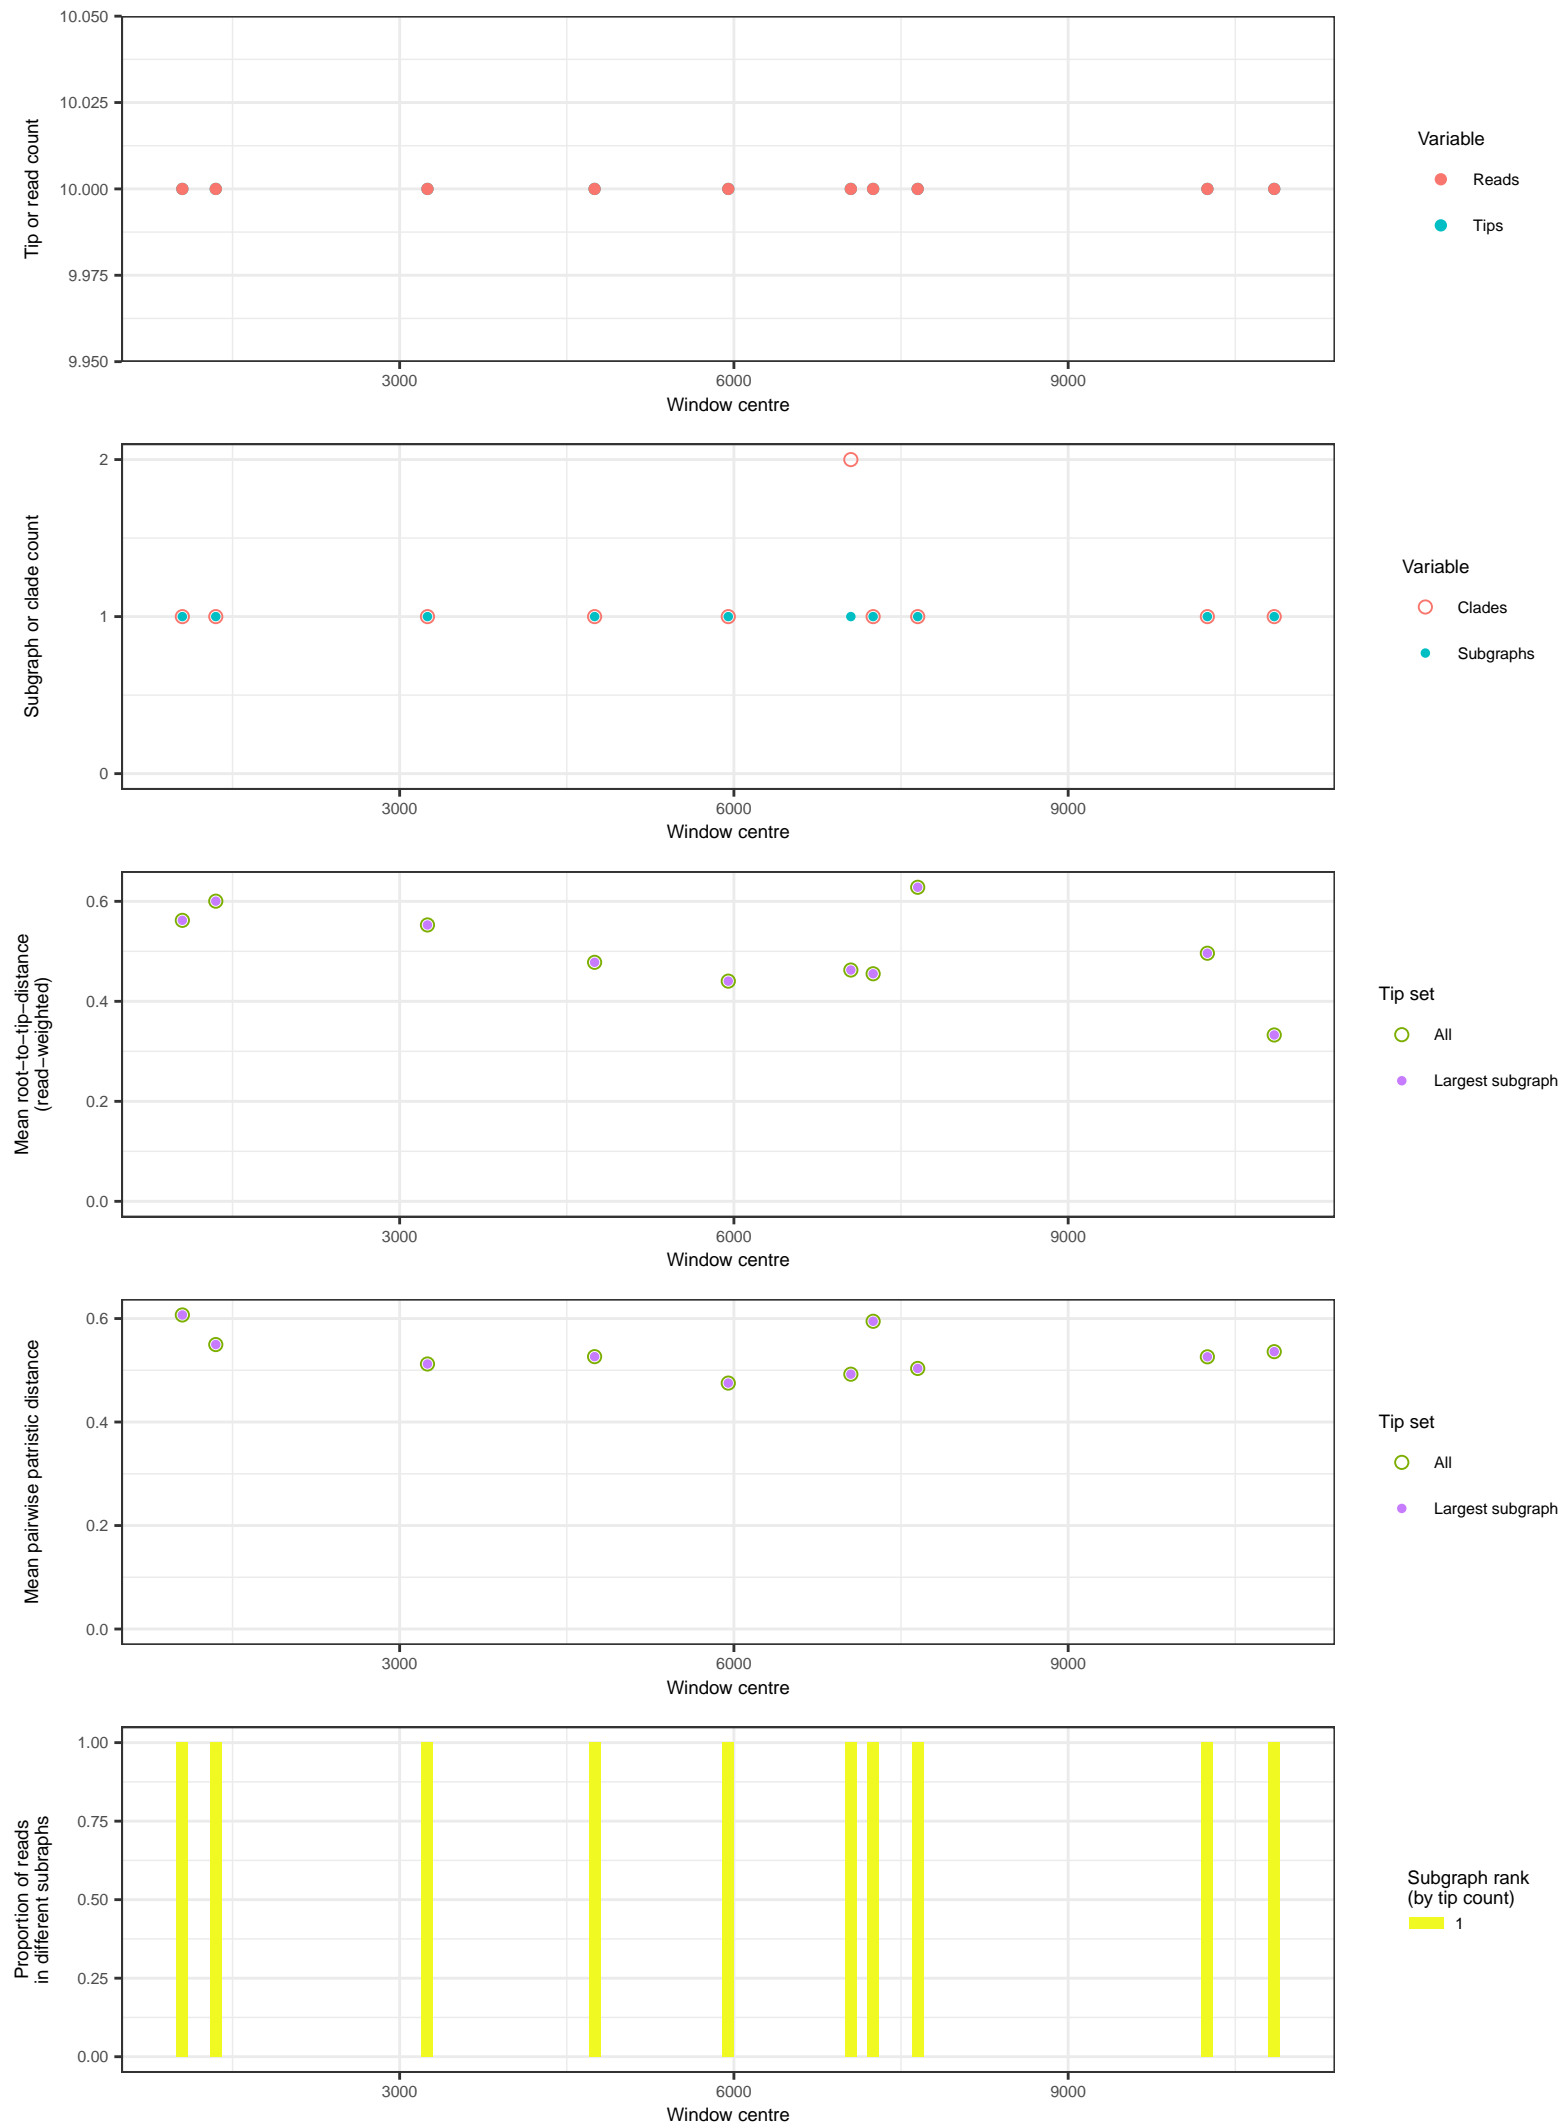 10.050
10.025
10.000
9.975
9.950
Tip or read count
3000
6000
9000
Window centre
Variable
Reads
Tips
2
1
0
Subgraph or clade count
3000
6000
9000
Window centre
Variable
Clades
Subgraphs
0.6
0.4
0.2
0.0
Mean root−to−tip−distance
(read−weighted)
3000
6000
9000
Window centre
Tip set
All
Largest subgraph
0.6
0.4
0.2
0.0
Mean pairwise patristic distance
3000
6000
9000
Window centre
Tip set
All
Largest subgraph
1.00
0.75
0.50
0.25
0.00
Proportion of reads
in different subraphs
3000
6000
9000
Window centre
Subgraph rank
(by tip count)
1